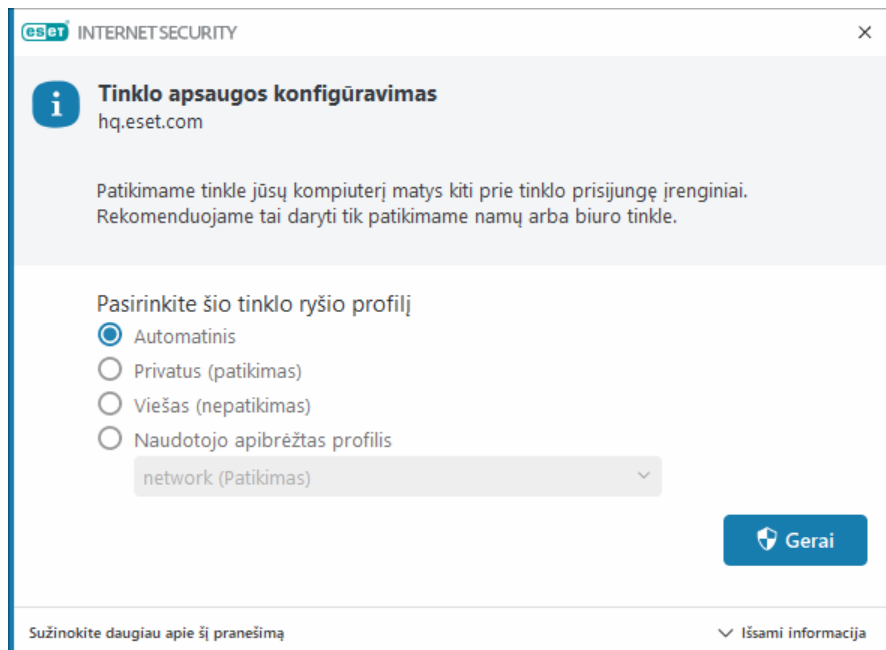 eset INTERNET SECURITY
Tinklo apsaugos konfigūravimas
hq.eset.com
Patikimame tinkle jūsų kompiuterį matys kiti prie tinklo prisijungę įrenginiai.
Rekomenduojame tai daryti tik patikimame namų arba biuro tinkle.
Pasirinkite šio tinklo ryšio profilį
Automatinis
Privatus (patikimas)
Viešas (nepatikimas)
Naudotojo apibrėžtas profilis
network (Patikimas)
Gerai
Sužinokite daugiau apie šį pranešimą
Išsami informacija